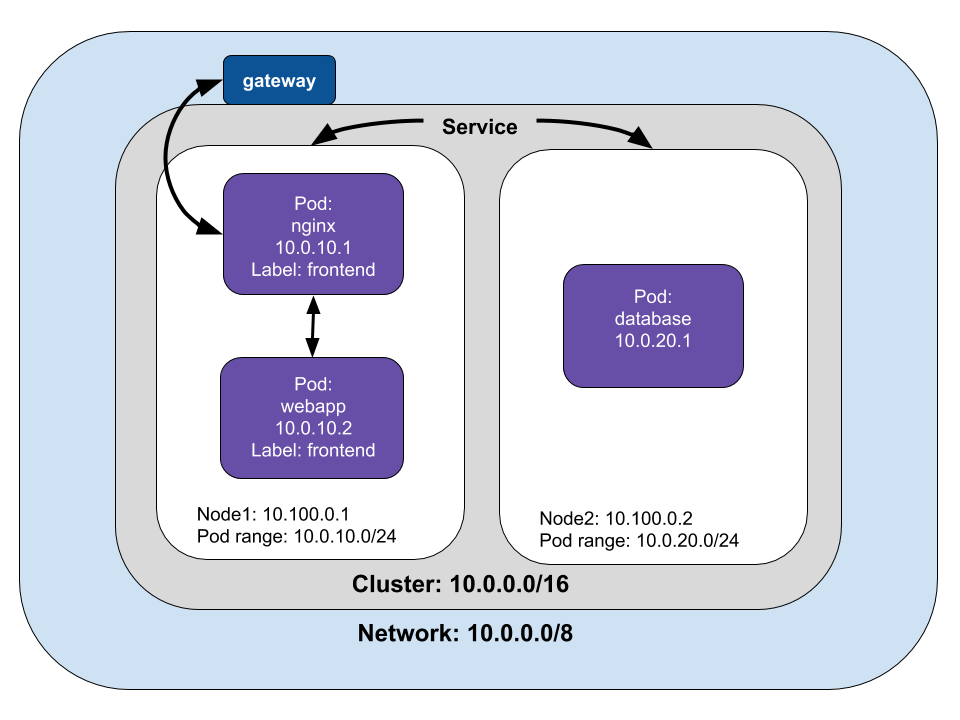 gateway
Service
Pod:
nginx
10.0.10.1
Label: frontend
Pod:
webapp
10.0.10.2
Label: frontend
Node1: 10.100.0.1
Pod range: 10.0.10.0/24
Pod:
database
10.0.20.1
Node2: 10.100.0.2
Pod range: 10.0.20.0/24
Cluster: 10.0.0.0/16
Network: 10.0.0.0/8